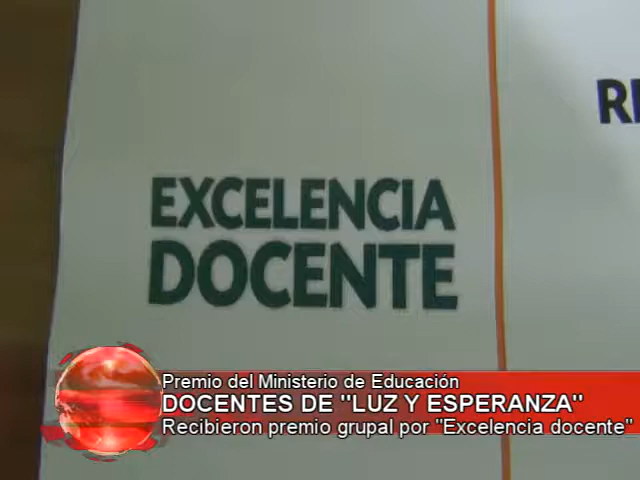 EXCELENCIA
DOCENTE
Premio del Ministerio de Educación
DOCENTES DE "LUZ Y ESPERANZA"
Recibieron premio grupal por "Excelencia docente"